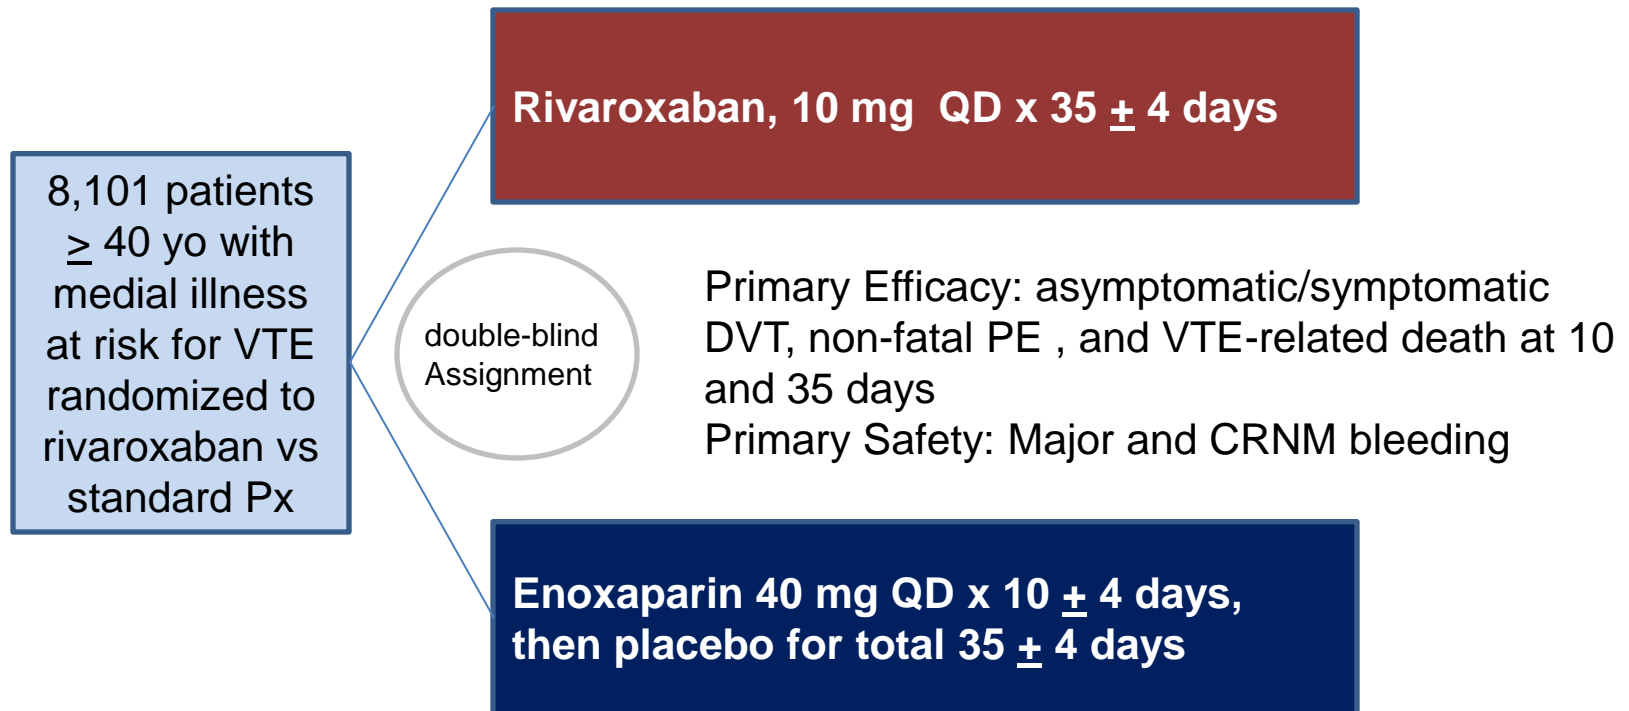 Rivaroxaban, 10 mg QD x 35 ± 4 days
8,101 patients
≥ 40 yo with
medial illness
at risk for VTE
randomized to
rivaroxaban vs
standard Px
double-blind
Assignment
Primary Efficacy: asymptomatic/symptomatic
DVT, non-fatal PE , and VTE-related death at 10
and 35 days
Primary Safety: Major and CRNM bleeding
Enoxaparin 40 mg QD x 10 ± 4 days,
then placebo for total 35 ± 4 days